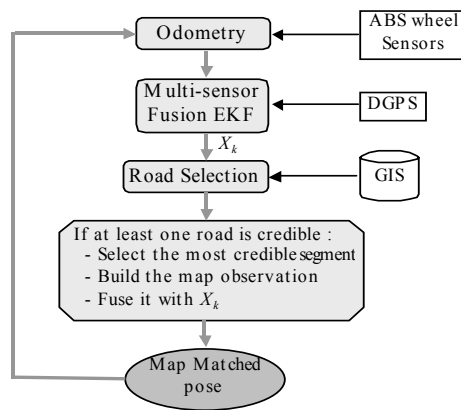 Odometry
ABS wheel
Sensors
Multi-sensor
Fusion EKF
DGPS
X_k
Road Selection
GIS
If at least one road is credible :
- Select the most credible segment
- Build the map observation
- Fuse it with X_k
Map Matched
pose